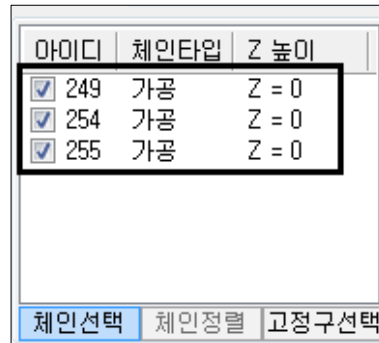 아이디 체인타입 Z 높이
249 가공 Z = 0
254 가공 Z = 0
255 가공 Z = 0
체인선택 체인정렬 고정구선택